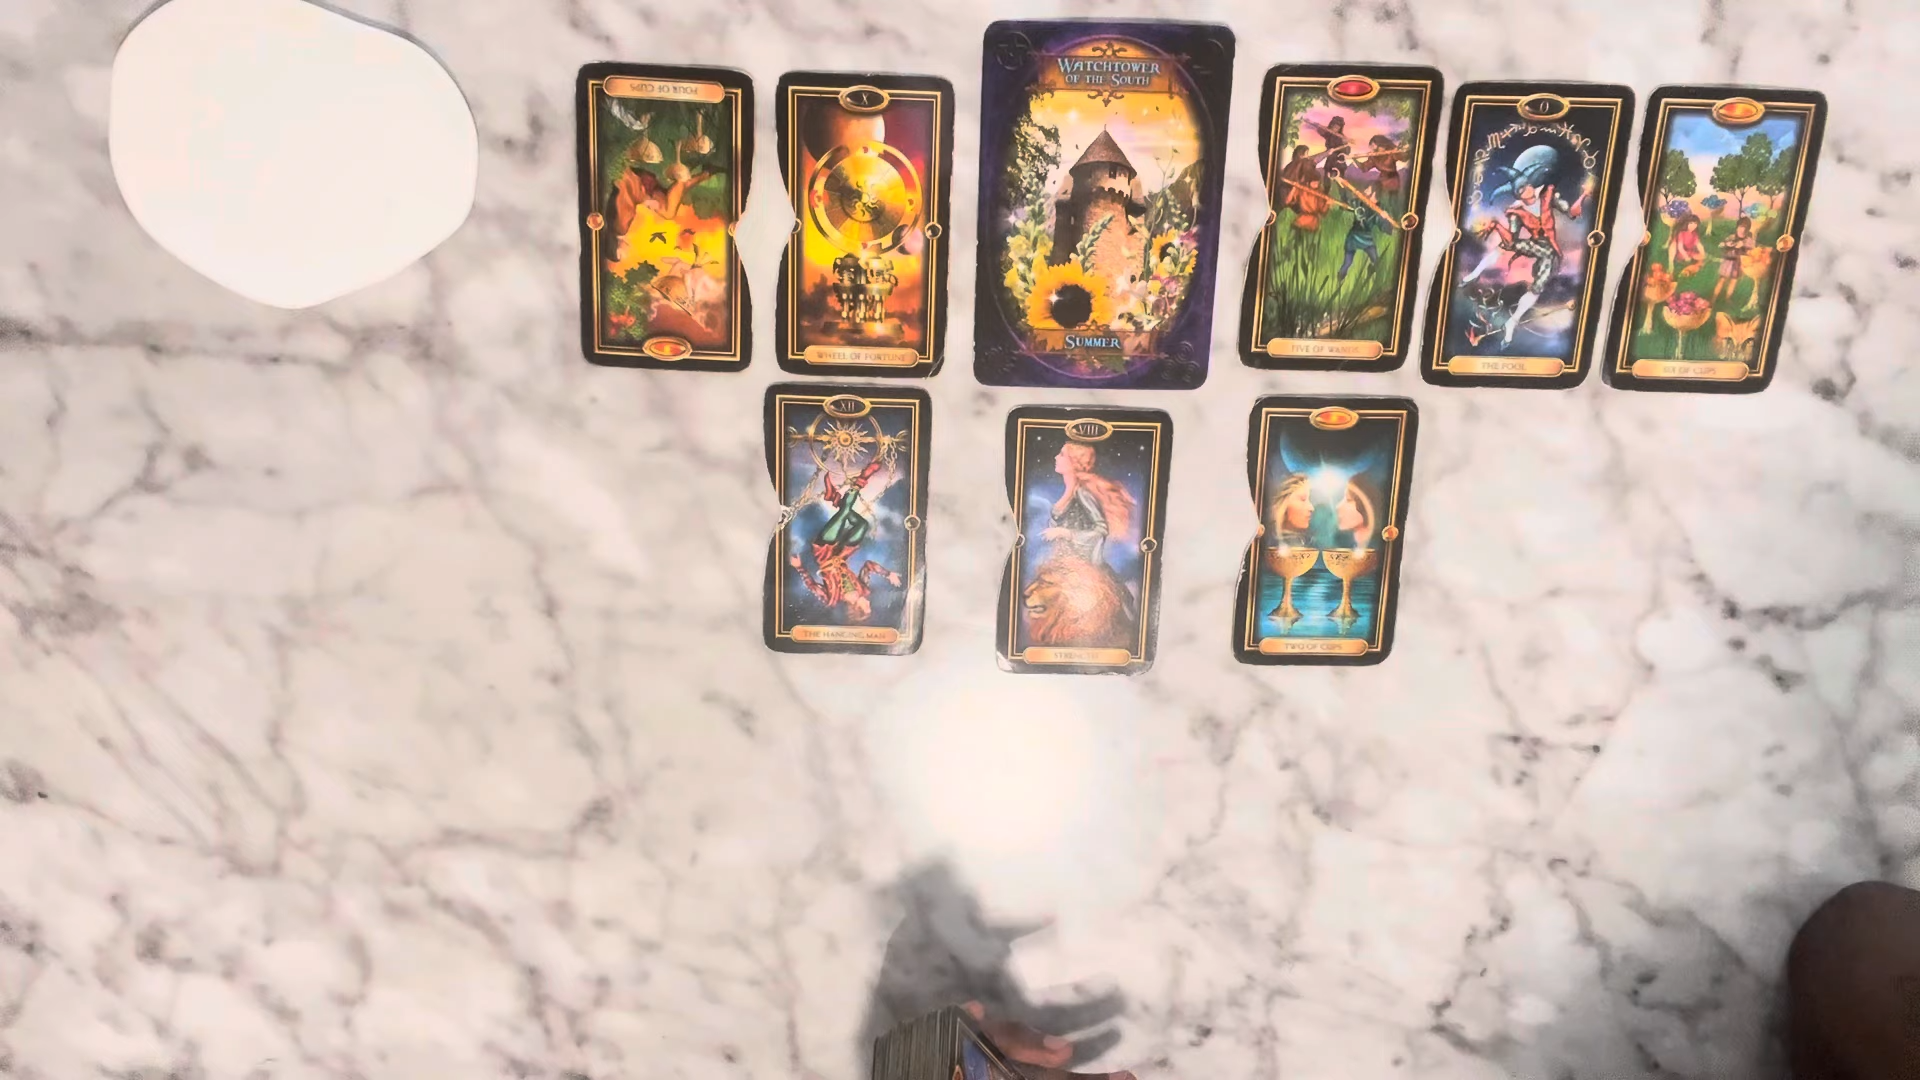 FOUR OF CUPS
X
WHEEL OF FORTUNE
WATCHTOWER
OF THE SOUTH
SUMMER
FIVE OF WANDS
0
THE FOOL
SIX OF CUPS
XII
THE HANGING MAN
VIII
STRENGTH
TWO OF CUPS